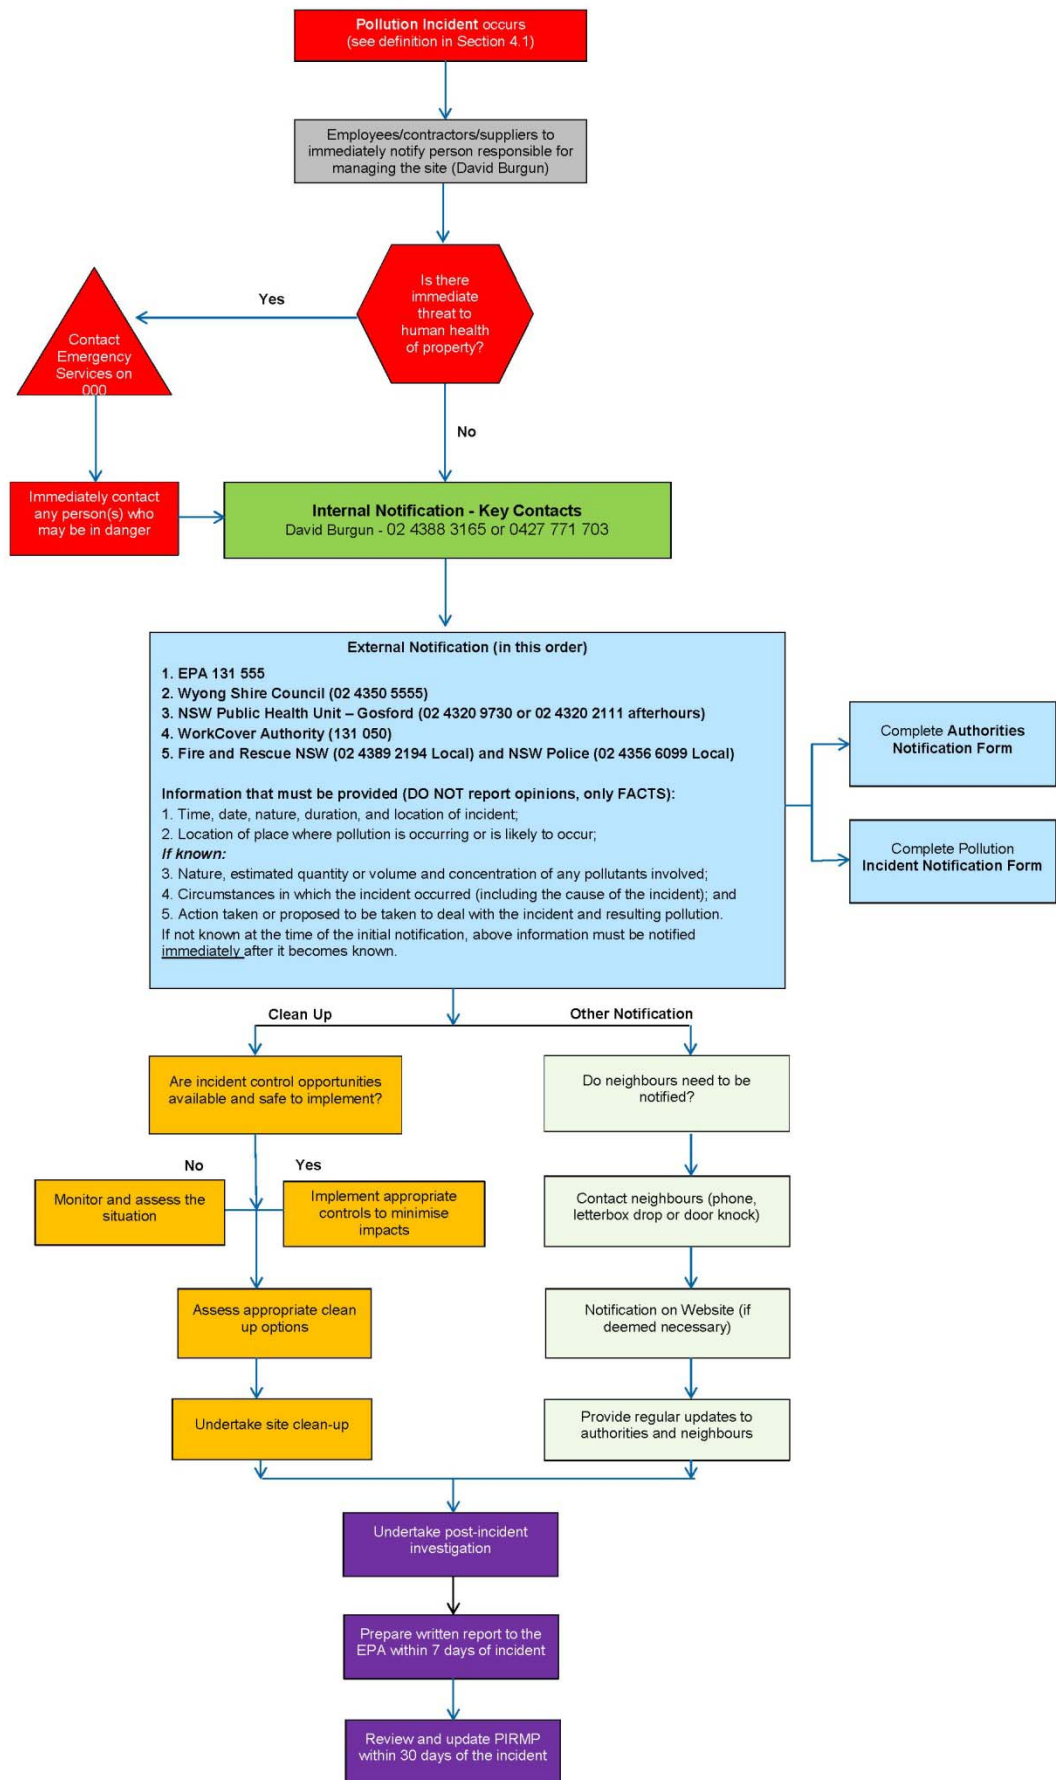 Pollution Incident occurs
(see definition in Section 4.1)
Employees/contractors/suppliers to
immediately notify person responsible for
managing the site (David Burgun)
Is there
immediate
threat to
human health
of property?
Yes
Contact
Emergency
Services on
000
No
Immediately contact
any person(s) who
may be in danger
Internal Notification - Key Contacts
David Burgun - 02 4388 3165 or 0427 771 703
External Notification (in this order)
1. EPA 131 555
2. Wyong Shire Council (02 4350 5555)
3. NSW Public Health Unit – Gosford (02 4320 9730 or 02 4320 2111 afterhours)
4. WorkCover Authority (131 050)
5. Fire and Rescue NSW (02 4389 2194 Local) and NSW Police (02 4356 6099 Local)
Information that must be provided (DO NOT report opinions, only FACTS):
1. Time, date, nature, duration, and location of incident;
2. Location of place where pollution is occurring or is likely to occur;
If known:
3. Nature, estimated quantity or volume and concentration of any pollutants involved;
4. Circumstances in which the incident occurred (including the cause of the incident); and
5. Action taken or proposed to be taken to deal with the incident and resulting pollution.
If not known at the time of the initial notification, above information must be notified
immediately after it becomes known.
Complete Authorities
Notification Form
Complete Pollution
Incident Notification Form
Clean Up
Other Notification
Are incident control opportunities
available and safe to implement?
No
Yes
Monitor and assess the
situation
Implement appropriate
controls to minimise
impacts
Assess appropriate clean
up options
Undertake site clean-up
Do neighbours need to be
notified?
Contact neighbours (phone,
letterbox drop or door knock)
Notification on Website (if
deemed necessary)
Provide regular updates to
authorities and neighbours
Undertake post-incident
investigation
Prepare written report to the
EPA within 7 days of incident
Review and update PIRMP
within 30 days of the incident